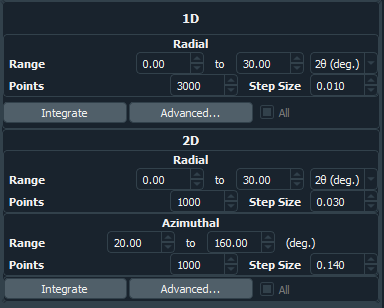 1D
Radial
Range 0.00 to 30.00 2θ (deg.)
Points 3000 Step Size 0.010
Integrate Advanced... All
2D
Radial
Range 0.00 to 30.00 2θ (deg.)
Points 1000 Step Size 0.030
Azimuthal
Range 20.00 to 160.00 (deg.)
Points 1000 Step Size 0.140
Integrate Advanced... All